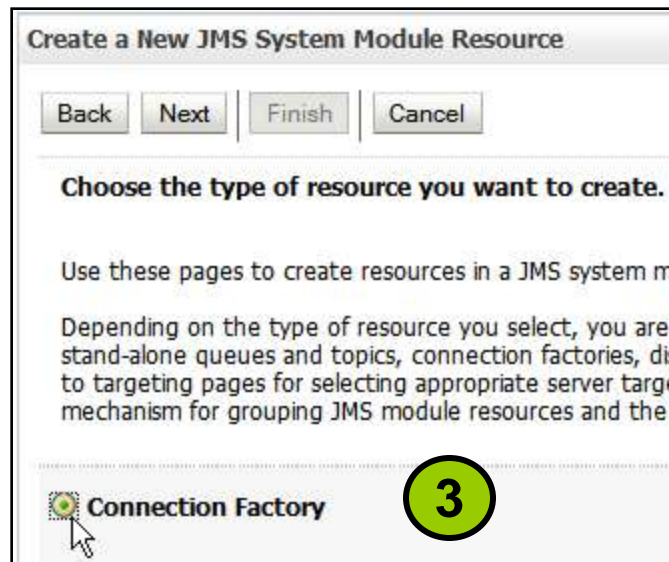 Create a New JMS System Module Resource
Back Next Finish Cancel
Choose the type of resource you want to create.
Use these pages to create resources in a JMS system
Depending on the type of resource you select, you are
stand-alone queues and topics, connection factories,
to targeting pages for selecting appropriate server
mechanism for grouping JMS module resources and the
Connection Factory 3